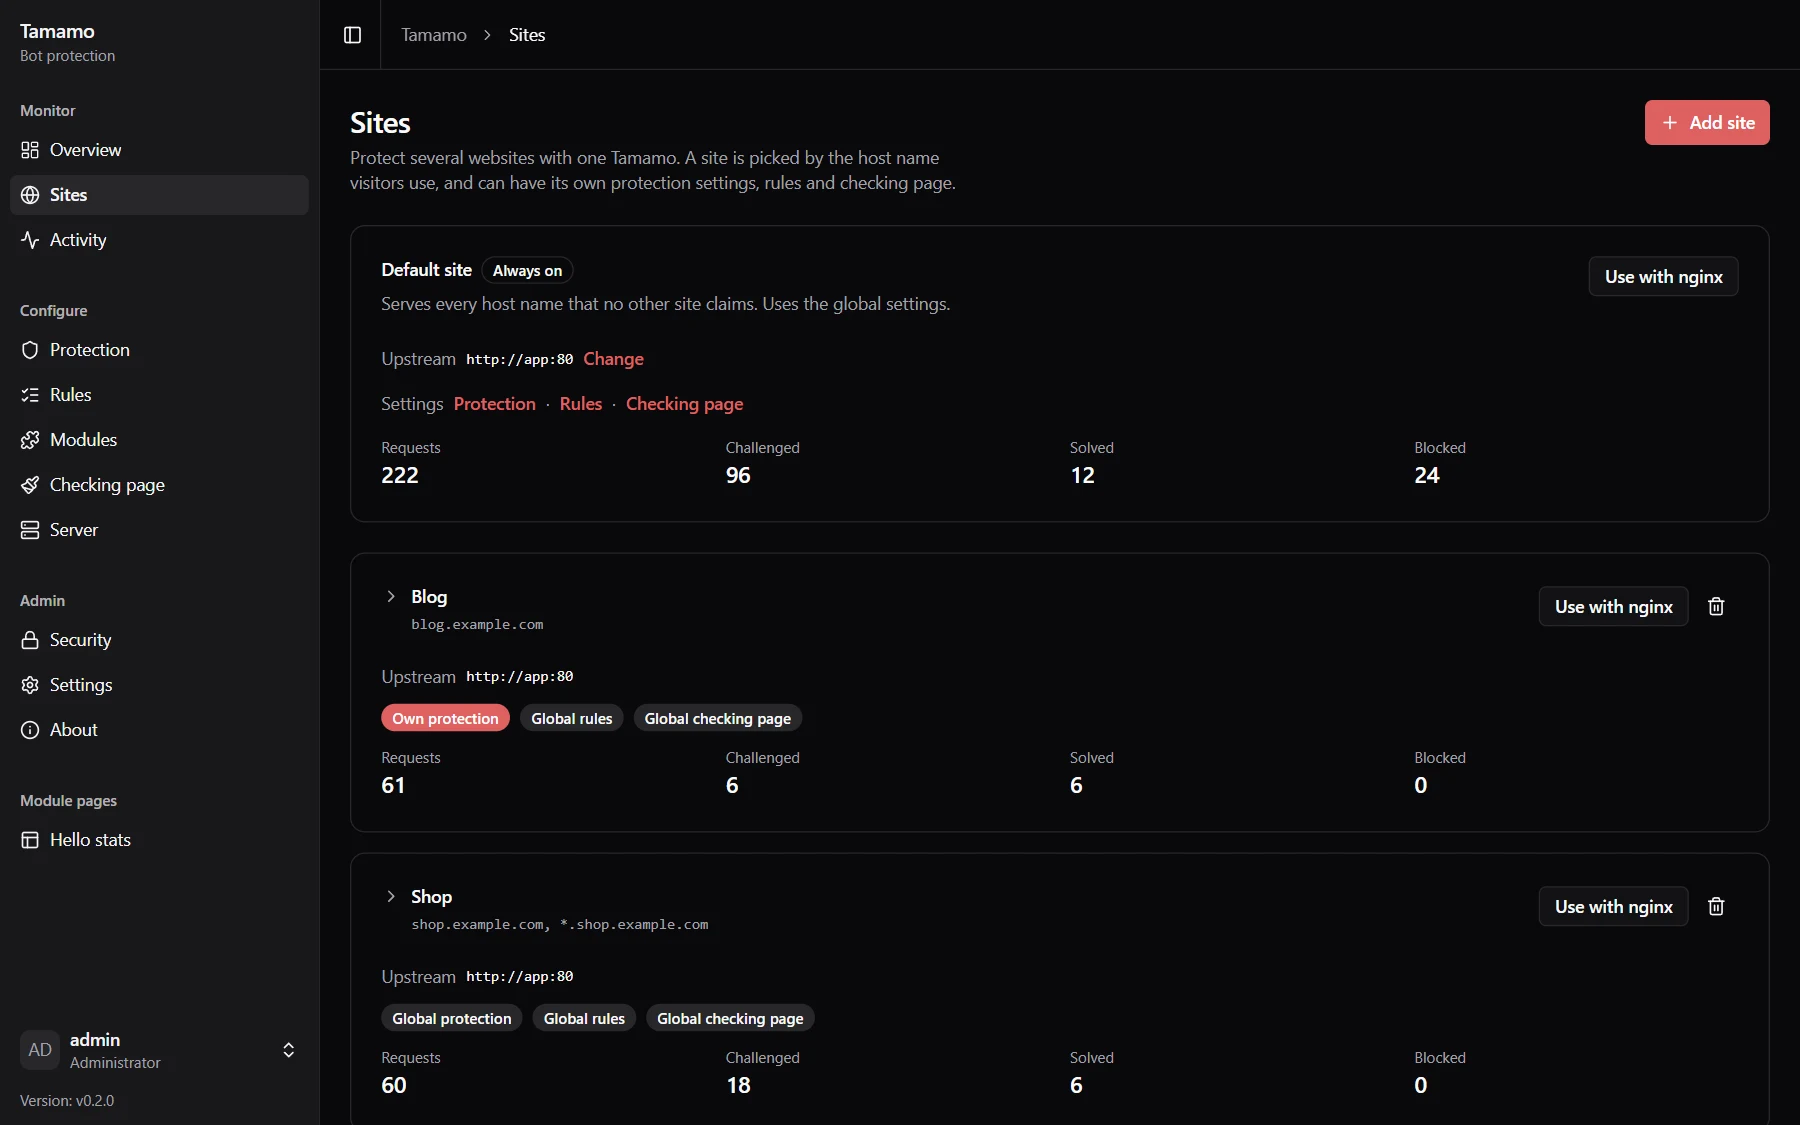 Tamamo
Bot protection
Monitor
Overview
Sites
Activity
Configure
Protection
Rules
Modules
Checking page
Server
Admin
Security
Settings
About
Module pages
Hello stats
AD
admin
Administrator
Version: v0.2.0
Tamamo > Sites
Sites
Add site
Protect several websites with one Tamamo. A site is picked by the host name
visitors use, and can have its own protection settings, rules and checking page.
Default site Always on
Use with nginx
Serves every host name that no other site claims. Uses the global settings.
Upstream http://app:80 Change
Settings Protection · Rules · Checking page
Requests Challenged Solved Blocked
222 96 12 24
Blog
Use with nginx
blog.example.com
Upstream http://app:80
Own protection Global rules Global checking page
Requests Challenged Solved Blocked
61 6 6 0
Shop
Use with nginx
shop.example.com, *.shop.example.com
Upstream http://app:80
Global protection Global rules Global checking page
Requests Challenged Solved Blocked
60 18 6 0